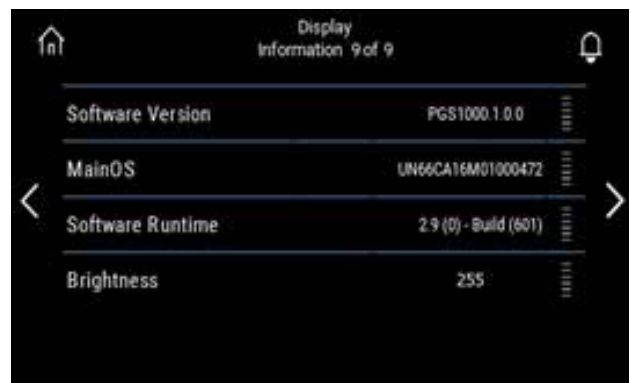 Display
Information 9 of 9
Software Version PGS1000.1.0.0
MainOS UN66CA16M01000472
Software Runtime 2.9 (0) - Build (601)
Brightness 255